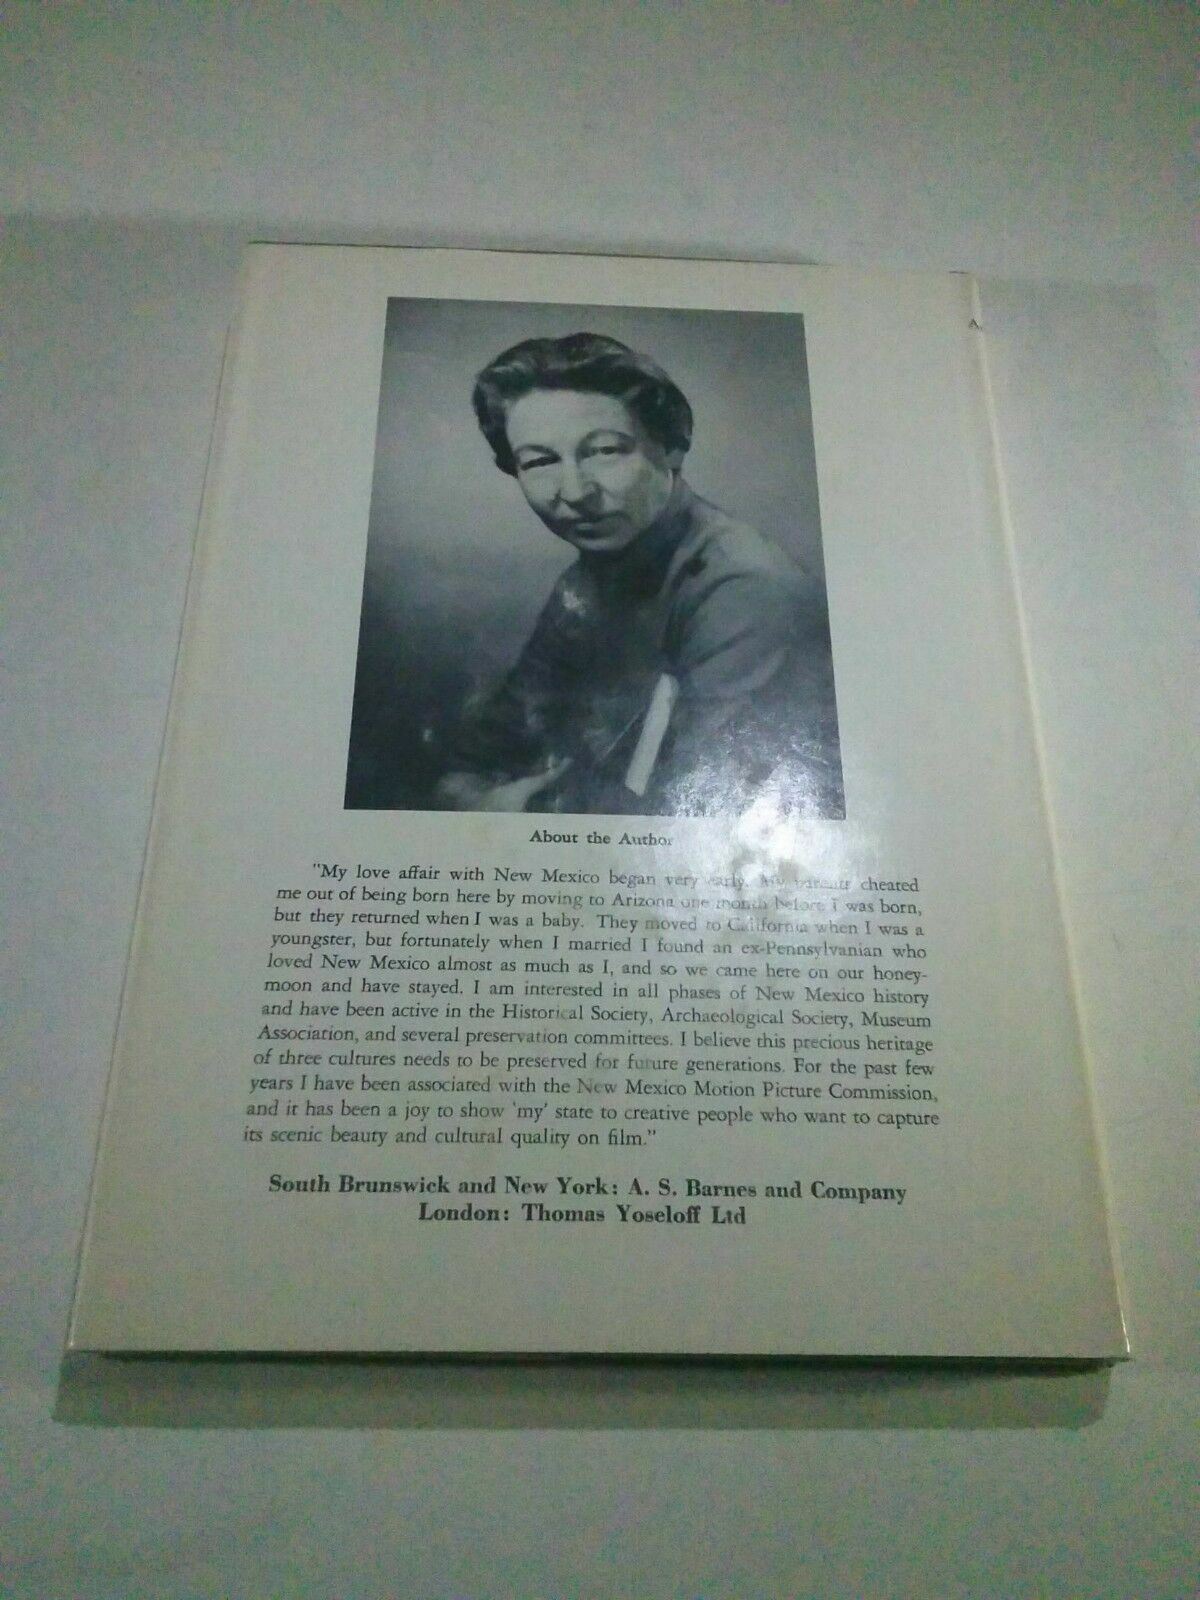 About the Author
"My love affair with New Mexico began very early. My parents cheated
me out of being born here by moving to Arizona one month before I was born,
but they returned when I was a baby. They moved to California when I was a
youngster, but fortunately when I married I found an ex-Pennsylvanian who
loved New Mexico almost as much as I, and so we came here on our honey-
moon and have stayed. I am interested in all phases of New Mexico history
and have been active in the Historical Society, Archaeological Society, Museum
Association, and several preservation committees. I believe this precious heritage
of three cultures needs to be preserved for future generations. For the past few
years I have been associated with the New Mexico Motion Picture Commission,
and it has been a joy to show 'my' state to creative people who want to capture
its scenic beauty and cultural quality on film."
South Brunswick and New York: A. S. Barnes and Company
London: Thomas Yoseloff Ltd